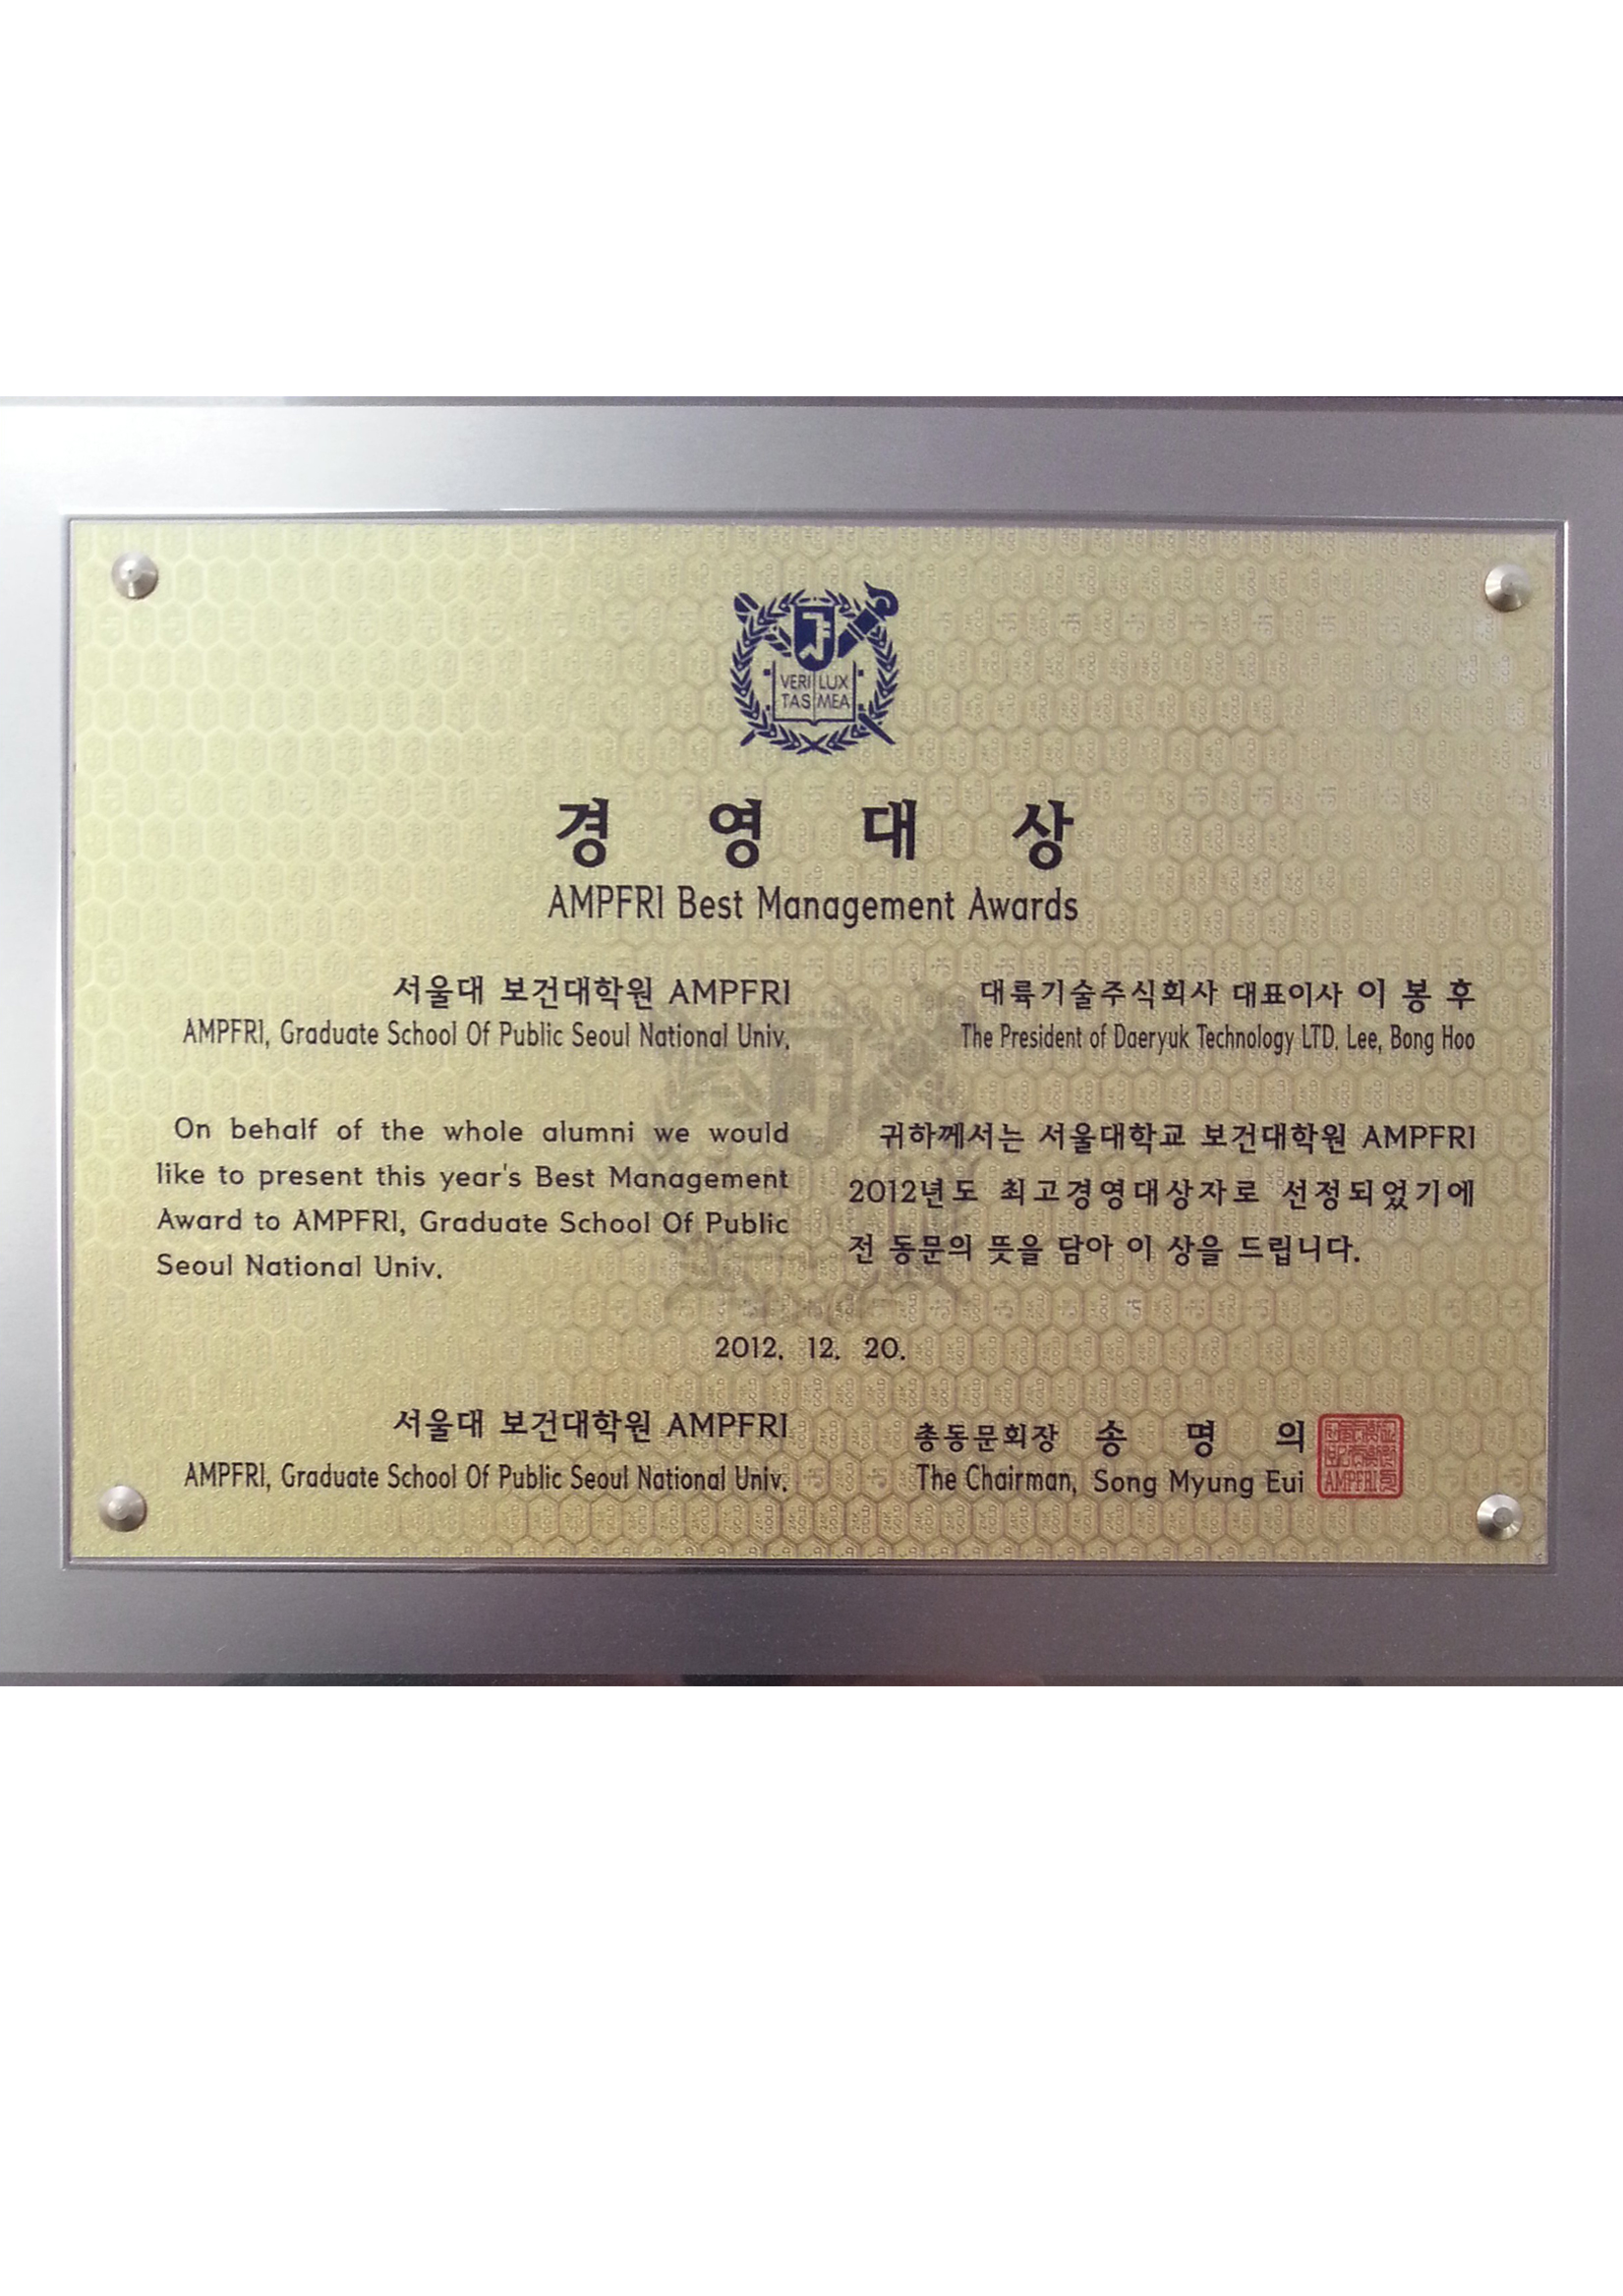 VERI LUX
TAS MEA
경 영 대 상
AMPFRI Best Management Awards
서울대 보건대학원 AMPFRI
AMPFRI, Graduate School Of Public Seoul National Univ.
대륙기술주식회사 대표이사 이 봉 후
The President of Daeryuk Technology LTD. Lee, Bong Hoo
On behalf of the whole alumni we would
like to present this year's Best Management
Award to AMPFRI, Graduate School Of Public
Seoul National Univ.
귀하께서는 서울대학교 보건대학원 AMPFRI
2012년도 최고경영대상자로 선정되었기에
전 동문의 뜻을 담아 이 상을 드립니다.
2012. 12. 20.
서울대 보건대학원 AMPFRI
AMPFRI, Graduate School Of Public Seoul National Univ.
총동문회장 송 명 의
The Chairman, Song Myung Eui
AMPFRI